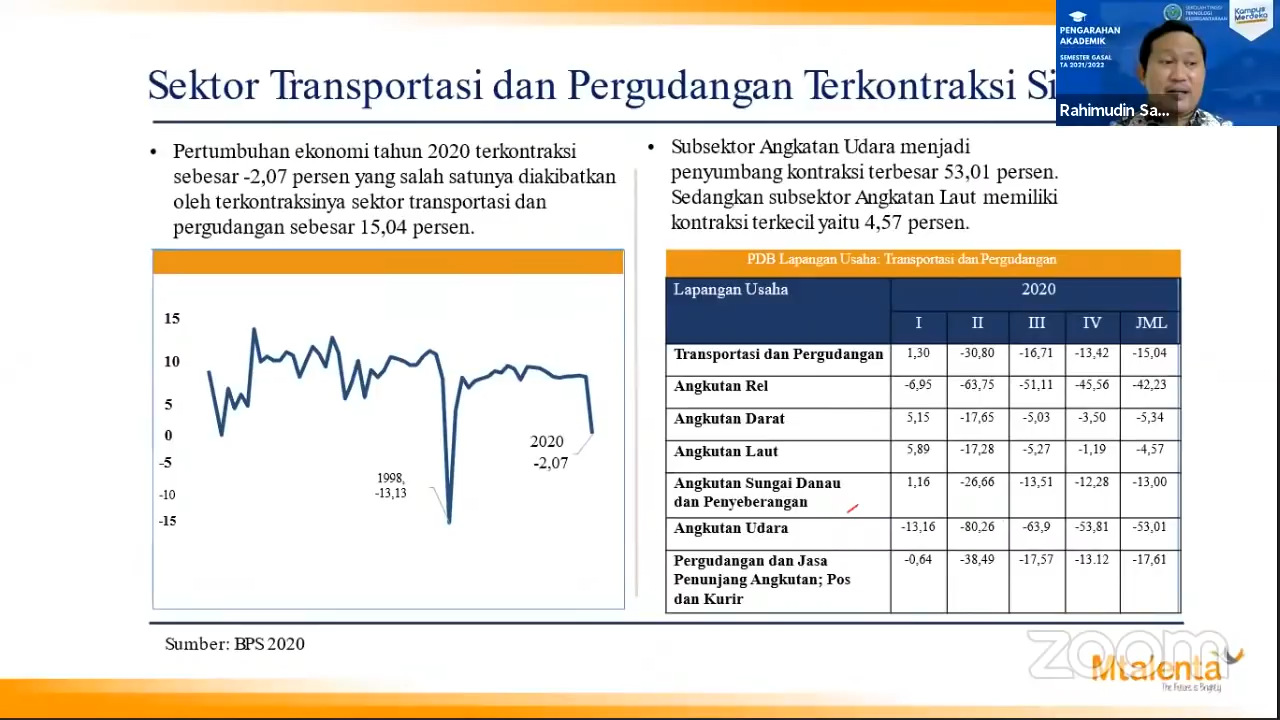 Sektor Transportasi dan Pergudangan Terkontraksi Si
PENGARAHAN
AKADEMIK
SEMESTER GASAL
TA 2021/2022
SEKOLAH TINGGI
TEKNOLOGI
KEDIRGANTARAAN
Kampus
Merdeka
Rahimudin Sa...
• Pertumbuhan ekonomi tahun 2020 terkontraksi
sebesar -2,07 persen yang salah satunya diakibatkan
oleh terkontraksinya sektor transportasi dan
pergudangan sebesar 15,04 persen.
• Subsektor Angkatan Udara menjadi
penyumbang kontraksi terbesar 53,01 persen.
Sedangkan subsektor Angkatan Laut memiliki
kontraksi terkecil yaitu 4,57 persen.
15
10
5
0
-5
-10
-15
1998,
-13,13
2020
-2,07
PDB Lapangan Usaha: Transportasi dan Pergudangan
Lapangan Usaha 2020
I II III IV JML
Transportasi dan Pergudangan 1,30 -30,80 -16,71 -13,42 -15,04
Angkutan Rel -6,95 -63,75 -51,11 -45,56 -42,23
Angkutan Darat 5,15 -17,65 -5,03 -3,50 -5,34
Angkutan Laut 5,89 -17,28 -5,27 -1,19 -4,57
Angkutan Sungai Danau 1,16 -26,66 -13,51 -12,28 -13,00
dan Penyeberangan
Angkutan Udara -13,16 -80,26 -63,9 -53,81 -53,01
Pergudangan dan Jasa -0,64 -38,49 -17,57 -13.12 -17,61
Penunjang Angkutan; Pos
dan Kurir
Sumber: BPS 2020
zoom
Mtalenta
The Future is Brighty